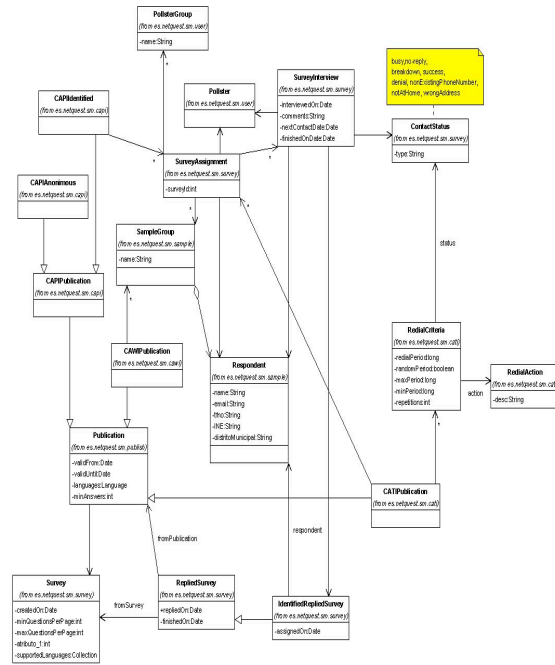 PollsterGroup
(from es.netquest.sm.user)
-name:String
CAPIIdentified
(from es.netquest.sm.capi)
Pollster
(from es.netquest.sm.user)
SurveyInterview
(from es.netquest.sm.survey)
-interviewedOn:Date
-comments:String
-nextContactDate:Date
-finishedOnDate:Date
busy,no-reply,
breakdown, success,
denial, nonExistingPhoneNumber,
notAtHome, wrongAddress
ContactStatus
(from es.netquest.sm.survey)
-type:String
SurveyAssignment
(from es.netquest.sm.survey)
-surveyId:int
CAPIAnonimous
(from es.netquest.sm.capi)
SampleGroup
(from es.netquest.sm.sample)
-name:String
status
CAPIPublication
(from es.netquest.sm.capi)
CAWIPublication
(from es.netquest.sm.cawi)
Respondent
(from es.netquest.sm.sample)
-name:String
-email:String
-tfno:String
-INE:String
-distritoMunicipal:String
RedialCriteria
(from es.netquest.sm.cati)
-redialPeriod:long
-randomPeriod:boolean
-maxPeriod:long
-minPeriod:long
-repetitions:int
action
RedialAction
(from es.netquest.sm.cati)
-desc:String
Publication
(from es.netquest.sm.publish)
-validFrom:Date
-validUntil:Date
-languages:Language
-minAnswers:int
CATIPublication
(from es.netquest.sm.cati)
fromPublication
respondent
Survey
(from es.netquest.sm.survey)
-createdOn:Date
-minQuestionsPerPage:int
-maxQuestionsPerPage:int
-atributo_1:int
-supportedLanguages:Collection
fromSurvey
RepliedSurvey
(from es.netquest.sm.survey)
+repliedOn:Date
-finishedOn:Date
IdentifiedRepliedSurvey
(from es.netquest.sm.survey)
-assignedOn:Date